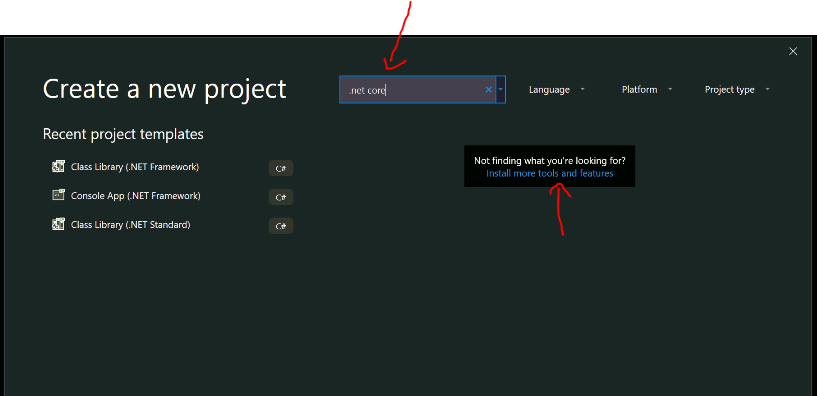 Create a new project
.net core
Language
Platform
Project type
Recent project templates
Class Library (.NET Framework)
C#
Console App (.NET Framework)
C#
Class Library (.NET Standard)
C#
Not finding what you're looking for?
Install more tools and features